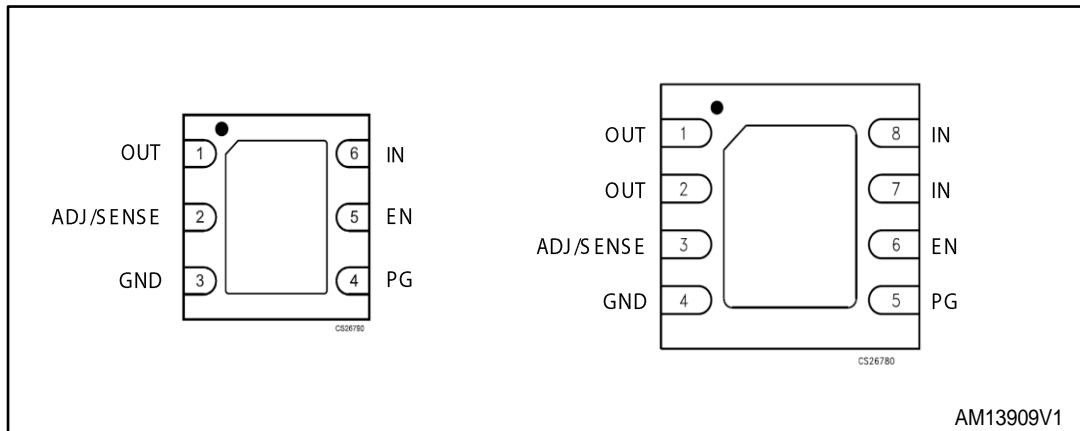 OUT 1 6 IN
ADJ/SENSE 2 5 EN
GND 3 4 PG
CS26790
OUT 1 8 IN
OUT 2 7 IN
ADJ/SENSE 3 6 EN
GND 4 5 PG
CS26780
AM13909V1